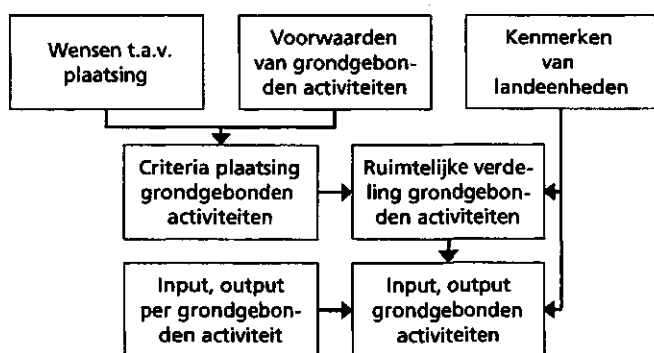 Wensen t.a.v.
plaatsing
Voorwaarden
van grondgebon-
den activiteiten
Kenmerken
van
landeenheden
Criteria plaatsing
grondgebonden
activiteiten
Ruimtelijke verde-
ling grondgebon-
den activiteiten
Input, output
per grondgebon-
den activiteit
Input, output
grondgebonden
activiteiten